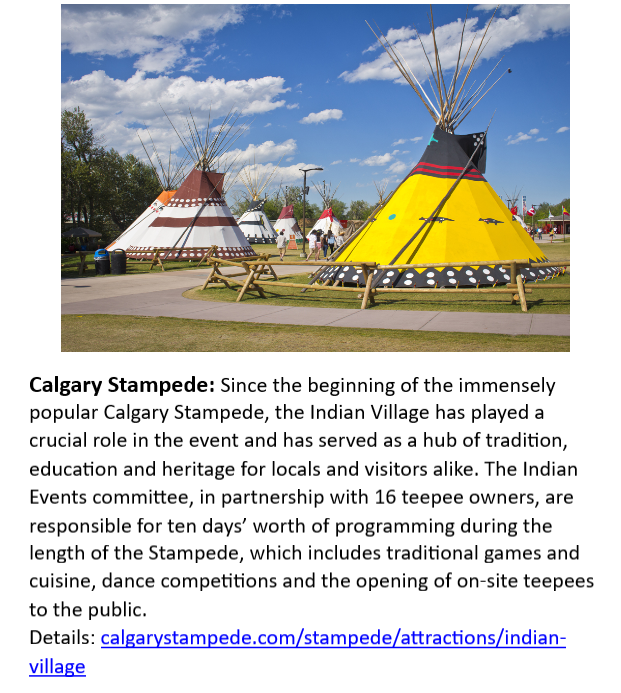 Calgary Stampede: Since the beginning of the immensely
popular Calgary Stampede, the Indian Village has played a
crucial role in the event and has served as a hub of tradition,
education and heritage for locals and visitors alike. The Indian
Events committee, in partnership with 16 teepee owners, are
responsible for ten days’ worth of programming during the
length of the Stampede, which includes traditional games and
cuisine, dance competitions and the opening of on-site teepees
to the public.
Details: calgarystampede.com/stampede/attractions/indian-
village